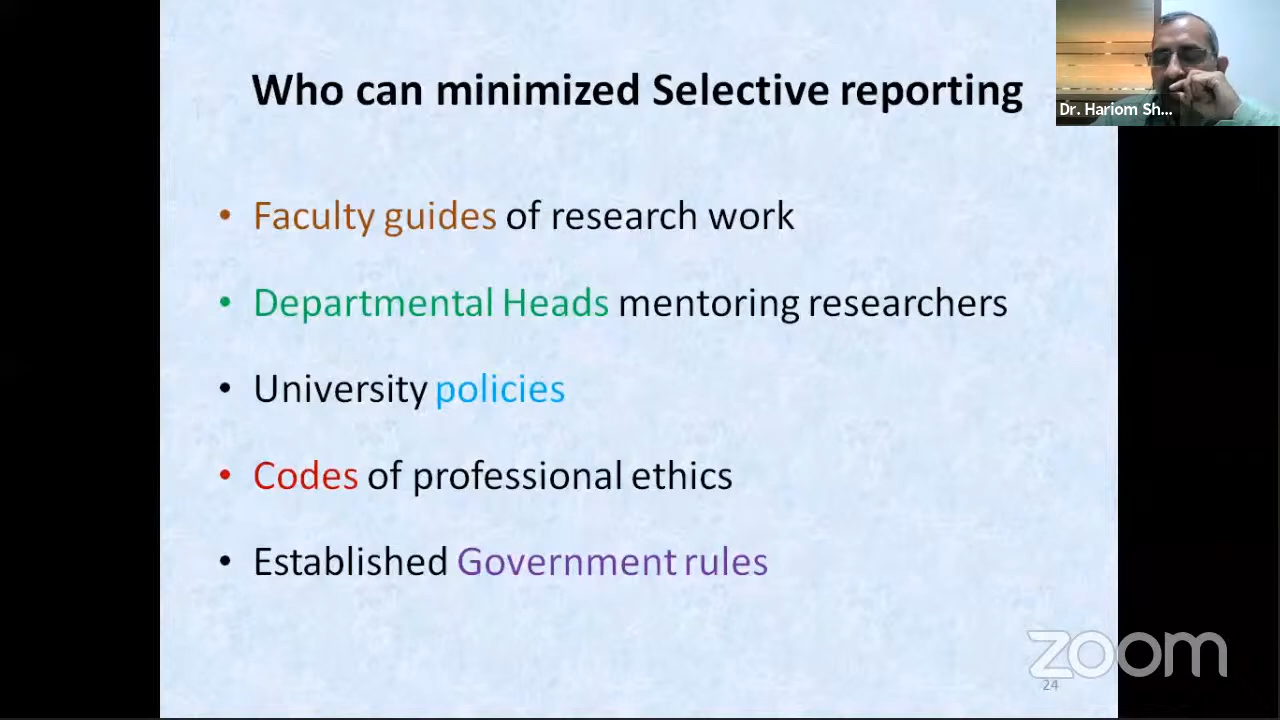 Who can minimized Selective reporting
Dr. Hariom Sh...
• Faculty guides of research work
• Departmental Heads mentoring researchers
• University policies
• Codes of professional ethics
• Established Government rules
zoom
24